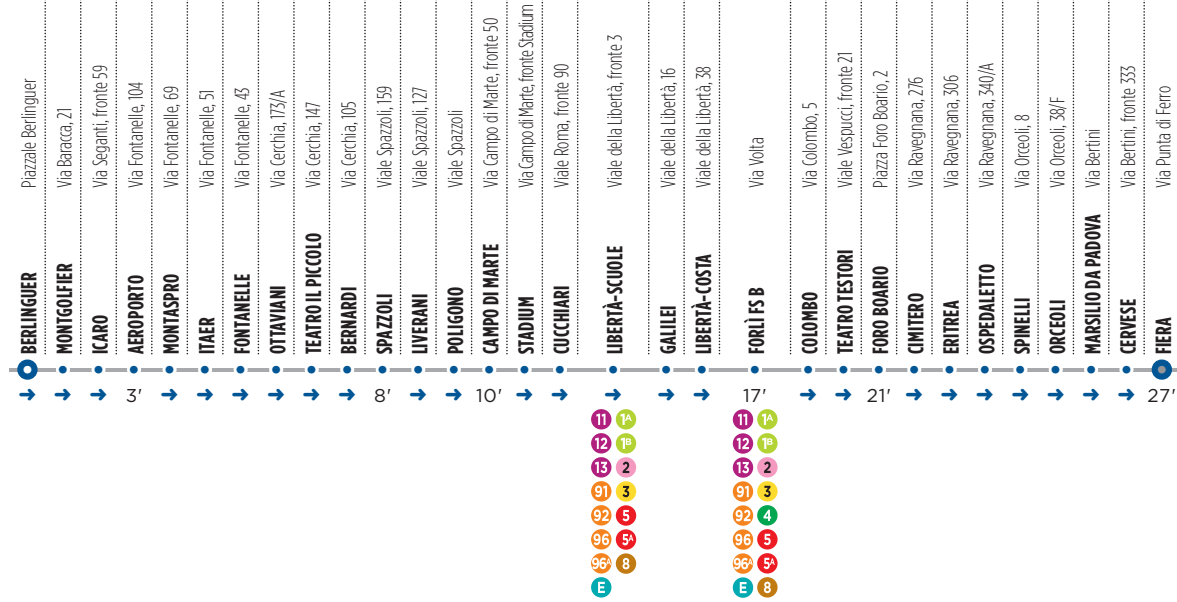 BERLINGUER Piazzale Berlinguer
MONTGOLFIER Via Baracca, 21
ICARO Via Seganti, fronte 59
AEROPORTO Via Fontanelle, 104
MONTASPRO Via Fontanelle, 69
ITAER Via Fontanelle, 51
FONTANELLE Via Fontanelle, 43
OTTAVIANI Via Cerchia, 173/A
TEATRO IL PICCOLO Via Cerchia, 147
BERNARDI Via Cerchia, 105
SPAZZOLI Viale Spazzoli, 159
LIVERANI Viale Spazzoli, 127
POLIGONO Viale Spazzoli
CAMPO DI MARTE Via Campo di Marte, fronte 50
STADIUM Via Campo di Marte, fronte Stadium
CUCCHIARI Viale Roma, fronte 90
LIBERTÀ-SCUOLE Viale della Libertà, fronte 3
GALILEI Viale della Libertà, 16
LIBERTÀ-COSTA Viale della Libertà, 38
FORLÌ FS B Via Volta
COLOMBO Via Colombo, 5
TEATRO TESTORI Viale Vespucci, fronte 21
FORO BOARIO Piazza Foro Boario, 2
CIMITERO Via Ravegnana, 276
ERITREA Via Ravegnana, 306
OSPEDALETTO Via Ravegnana, 340/A
SPINELLI Via Orceoli, 8
ORCEOLI Via Orceoli, 38/F
MARSILIO DA PADOVA Via Bertini
CERVESE Via Bertini, fronte 333
FIERA Via Punta di Ferro
3' 8' 10' 17' 21' 27'
11 1A 11 1A
12 1B 12 1B
13 2 13 2
91 3 91 3
92 5 92 4
96 5A 96 5
96A 8 96A 5A
E E 8